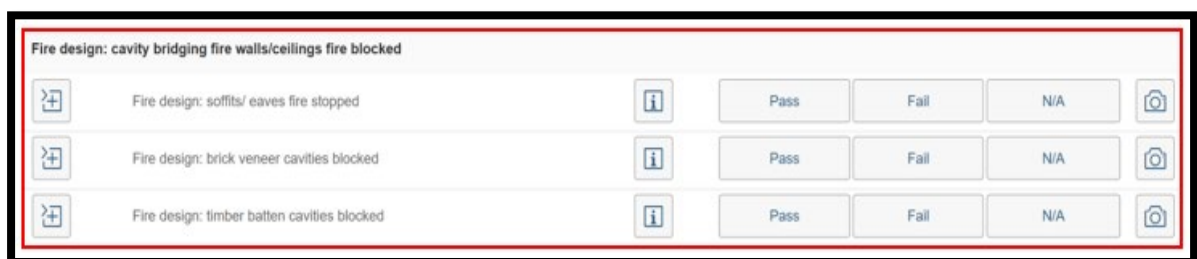 Fire design: cavity bridging fire walls/ceilings fire blocked
Fire design: soffits/ eaves fire stopped Pass Fail N/A
Fire design: brick veneer cavities blocked Pass Fail N/A
Fire design: timber batten cavities blocked Pass Fail N/A